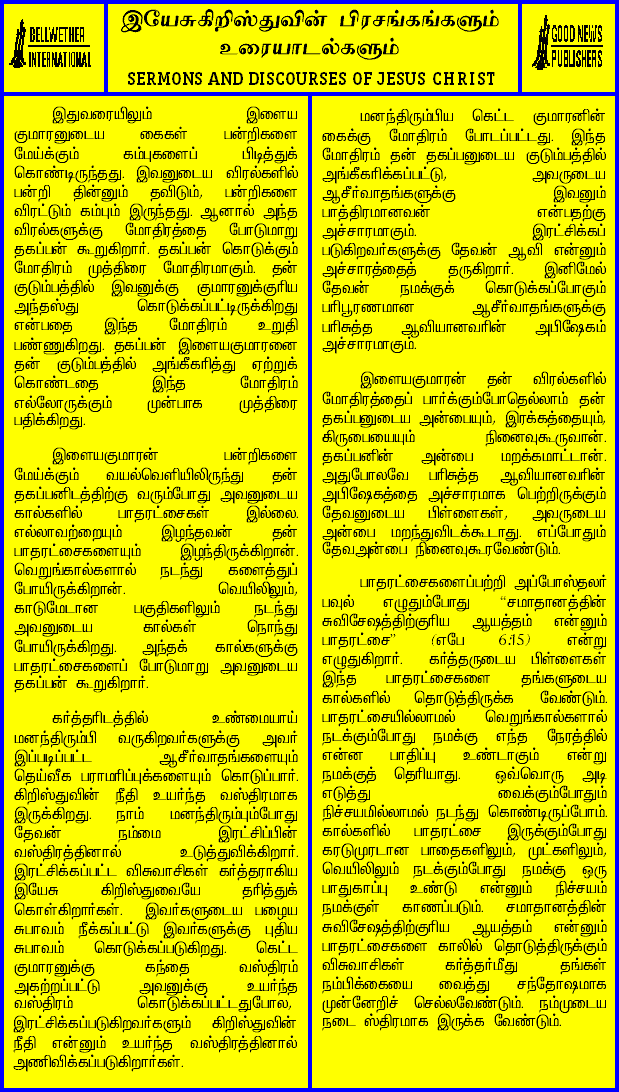 BELLWETHER
INTERNATIONAL
இயேசுகிறிஸ்துவின் பிரசங்கங்களும்
உரையாடல்களும்
SERMONS AND DISCOURSES OF JESUS CHRIST
GOOD NEWS
PUBLISHERS
இதுவரையிலும் இளைய
குமாரனுடைய கைகள் பன்றிகளை
மேய்க்கும் கம்புகளைப் பிடித்துக்
கொண்டிருந்தது. இவனுடைய விரல்களில்
பன்றி தின்னும் தவிடும், பன்றிகளை
விரட்டும் கம்பும் இருந்தது. ஆனால் அந்த
விரல்களுக்கு மோதிரத்தை போடுமாறு
தகப்பன் கூறுகிறார். தகப்பன் கொடுக்கும்
மோதிரம் முத்திரை மோதிரமாகும். தன்
குடும்பத்தில் இவனுக்கு குமாரனுக்குரிய
அந்தஸ்து கொடுக்கப்பட்டிருக்கிறது
என்பதை இந்த மோதிரம் உறுதி
பண்ணுகிறது. தகப்பன் இளையகுமாரனை
தன் குடும்பத்தில் அங்கீகரித்து ஏற்றுக்
கொண்டதை இந்த மோதிரம்
எல்லோருக்கும் முன்பாக முத்திரை
பதிக்கிறது.
இளையகுமாரன் பன்றிகளை
மேய்க்கும் வயல்வெளியிலிருந்து தன்
தகப்பனிடத்திற்கு வரும்போது அவனுடைய
கால்களில் பாதரட்சைகள் இல்லை.
எல்லாவற்றையும் இழந்தவன் தன்
பாதரட்சைகளையும் இழந்திருக்கிறான்.
வெறுங்கால்களால் நடந்து களைத்துப்
போயிருக்கிறான். வெயிலிலும்,
காடுமேடான பகுதிகளிலும் நடந்து
அவனுடைய கால்கள் நொந்து
போயிருக்கிறது. அந்தக் கால்களுக்கு
பாதரட்சைகளைப் போடுமாறு அவனுடைய
தகப்பன் கூறுகிறார்.
கர்த்தரிடத்தில் உண்மையாய்
மனந்திரும்பி வருகிறவர்களுக்கு அவர்
இப்படிப்பட்ட ஆசீர்வாதங்களையும்
தெய்வீக பராமரிப்புக்களையும் கொடுப்பார்.
கிறிஸ்துவின் நீதி உயர்ந்த வஸ்திரமாக
இருக்கிறது. நாம் மனந்திரும்பும்போது
தேவன் நம்மை இரட்சிப்பின்
வஸ்திரத்தினால் உடுத்துவிக்கிறார்.
இரட்சிக்கப்பட்ட விசுவாசிகள் கர்த்தராகிய
இயேசு கிறிஸ்துவையே தரித்துக்
கொள்கிறார்கள். இவர்களுடைய பழைய
சுபாவம் நீக்கப்பட்டு இவர்களுக்கு புதிய
சுபாவம் கொடுக்கப்படுகிறது. கெட்ட
குமாரனுக்கு கந்தை வஸ்திரம்
அகற்றப்பட்டு அவனுக்கு உயர்ந்த
வஸ்திரம் கொடுக்கப்பட்டதுபோல,
இரட்சிக்கப்படுகிறவர்களும் கிறிஸ்துவின்
நீதி என்னும் உயர்ந்த வஸ்திரத்தினால்
அணிவிக்கப்படுகிறார்கள்.
மனந்திரும்பிய கெட்ட குமாரனின்
கைக்கு மோதிரம் போடப்பட்டது. இந்த
மோதிரம் தன் தகப்பனுடைய குடும்பத்தில்
அங்கீகரிக்கப்பட்டு, அவருடைய
ஆசீர்வாதங்களுக்கு இவனும்
பாத்திரமானவன் என்பதற்கு
அச்சாரமாகும். இரட்சிக்கப்
படுகிறவர்களுக்கு தேவன் ஆவி என்னும்
அச்சாரத்தைத் தருகிறார். இனிமேல்
தேவன் நமக்குக் கொடுக்கப்போகும்
பரிபூரணமான ஆசீர்வாதங்களுக்கு
பரிசுத்த ஆவியானவரின் அபிஷேகம்
அச்சாரமாகும்.
இளையகுமாரன் தன் விரல்களில்
மோதிரத்தைப் பார்க்கும்போதெல்லாம் தன்
தகப்பனுடைய அன்பையும், இரக்கத்தையும்,
கிருபையையும் நினைவுகூருவான்.
தகப்பனின் அன்பை மறக்கமாட்டான்.
அதுபோலவே பரிசுத்த ஆவியானவரின்
அபிஷேகத்தை அச்சாரமாக பெற்றிருக்கும்
தேவனுடைய பிள்ளைகள், அவருடைய
அன்பை மறந்துவிடக்கூடாது. எப்போதும்
தேவஅன்பை நினைவுகூரவேண்டும்.
பாதரட்சைகளைப்பற்றி அப்போஸ்தலர்
பவுல் எழுதும்போது “சமாதானத்தின்
சுவிசேஷத்திற்குரிய ஆயத்தம் என்னும்
பாதரட்சை” (எபே 6:15) என்று
எழுதுகிறார். கர்த்தருடைய பிள்ளைகள்
இந்த பாதரட்சைகளை தங்களுடைய
கால்களில் தொடுத்திருக்க வேண்டும்.
பாதரட்சையில்லாமல் வெறுங்கால்களால்
நடக்கும்போது நமக்கு எந்த நேரத்தில்
என்ன பாதிப்பு உண்டாகும் என்று
நமக்குத் தெரியாது. ஒவ்வொரு அடி
எடுத்து வைக்கும்போதும்
நிச்சயமில்லாமல் நடந்து கொண்டிருப்போம்.
கால்களில் பாதரட்சை இருக்கும்போது
கரடுமுரடான பாதைகளிலும், முட்களிலும்,
வெயிலிலும் நடக்கும்போது நமக்கு ஒரு
பாதுகாப்பு உண்டு என்னும் நிச்சயம்
நமக்குள் காணப்படும். சமாதானத்தின்
சுவிசேஷத்திற்குரிய ஆயத்தம் என்னும்
பாதரட்சைகளை காலில் தொடுத்திருக்கும்
விசுவாசிகள் கர்த்தர்மீது தங்கள்
நம்பிக்கையை வைத்து சந்தோஷமாக
முன்னேறிச் செல்லவேண்டும். நம்முடைய
நடை ஸ்திரமாக இருக்க வேண்டும்.